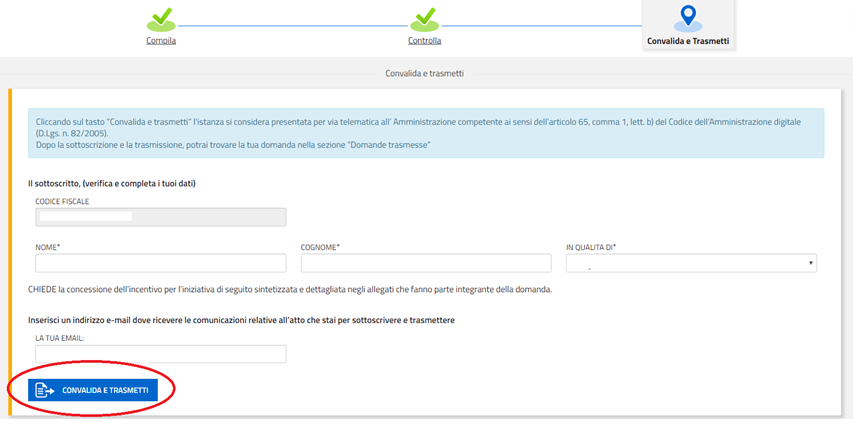 Compila
Controlla
Convalida e Trasmetti
Convalida e trasmetti
Cliccando sul tasto "Convalida e trasmetti" l'istanza si considera presentata per via telematica all' Amministrazione competente ai sensi dell'articolo 65, comma 1, lett. b) del Codice dell'Amministrazione digitale
(D.Lgs. n. 82/2005).
Dopo la sottoscrizione e la trasmissione, potrai trovare la tua domanda nella sezione "Domande trasmesse"
Il sottoscritto, (verifica e completa i tuoi dati)
CODICE FISCALE
NOME*
COGNOME*
IN QUALITA DI*
-
CHIEDE la concessione dell'incentivo per l'iniziativa di seguito sintetizzata e dettagliata negli allegati che fanno parte integrante della domanda.
Inserisci un indirizzo e-mail dove ricevere le comunicazioni relative all'atto che stai per sottoscrivere e trasmettere
LA TUA EMAIL:
CONVALIDA E TRASMETTI